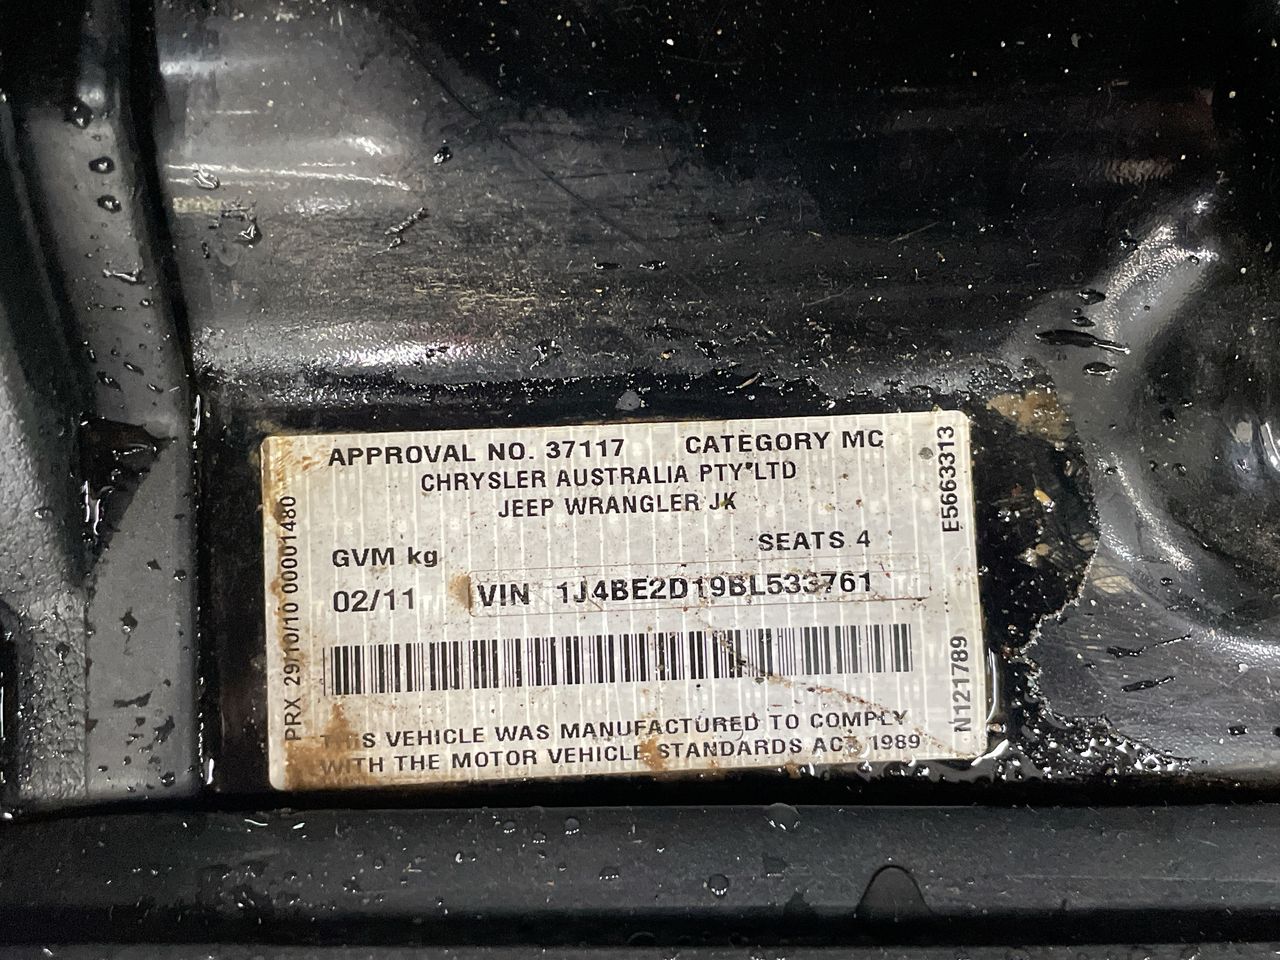 APPROVAL NO. 37117 CATEGORY MC
CHRYSLER AUSTRALIA PTY LTD
JEEP WRANGLER JK
GVM kg SEATS 4
02/11 VIN 1J4BE2D19BL533761
THIS VEHICLE WAS MANUFACTURED TO COMPLY
WITH THE MOTOR VEHICLE STANDARDS ACT 1989
PRX 29/10/10 00001480
E5663313
N121789